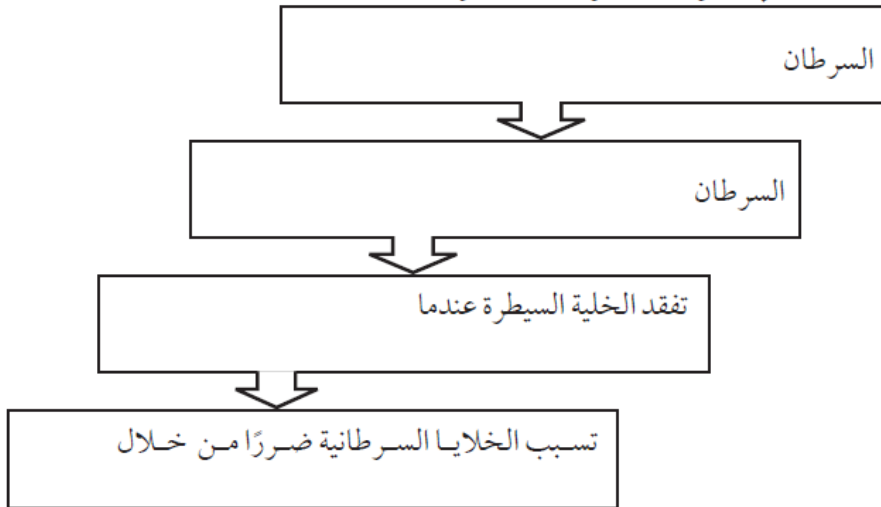 السرطان
السرطان
تفقد الخلية السيطرة عندما
تسبب الخلايا السرطانية ضررًا من خلال